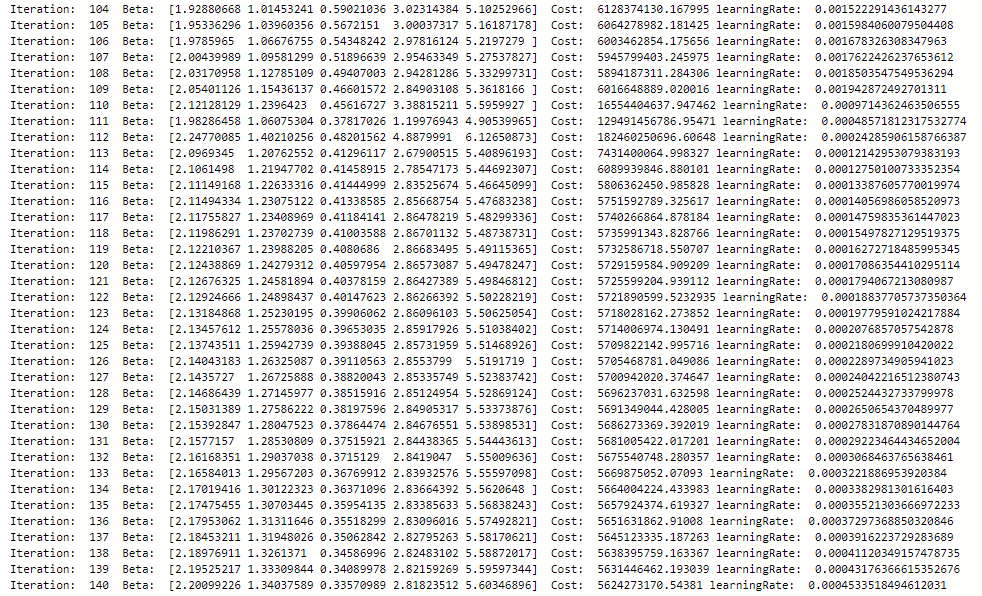 Iteration: 104 Beta: [1.92880668 1.01453241 0.59021036 3.02314384 5.10252966] Cost: 6128374130.167995 learningRate: 0.001522291436143277
Iteration: 105 Beta: [1.95336296 1.03960356 0.5672151 3.00037317 5.16187178] Cost: 6064278982.181425 learningRate: 0.0015984060079504408
Iteration: 106 Beta: [1.9785965 1.06676755 0.54348242 2.97816124 5.2197279 ] Cost: 6003462854.175656 learningRate: 0.001678326308347963
Iteration: 107 Beta: [2.00439989 1.09581299 0.51896639 2.95463349 5.27537827] Cost: 5945799403.245975 learningRate: 0.0017622426237653612
Iteration: 108 Beta: [2.03170958 1.12785109 0.49407003 2.94281286 5.33299731] Cost: 5894187311.284306 learningRate: 0.0018503547549536294
Iteration: 109 Beta: [2.05401126 1.15436137 0.46601572 2.84903108 5.3618166 ] Cost: 6016648889.020016 learningRate: 0.001942872492701311
Iteration: 110 Beta: [2.12128129 1.2396423 0.45616727 3.38815211 5.5959927 ] Cost: 16554404637.947462 learningRate: 0.0009714362463506555
Iteration: 111 Beta: [1.98286458 1.06075304 0.37817026 1.19976943 4.90539965] Cost: 129491456786.95471 learningRate: 0.00048571812317532774
Iteration: 112 Beta: [2.24770085 1.40210256 0.48201562 4.8879991 6.12650873] Cost: 182460250696.60648 learningRate: 0.00024285906158766387
Iteration: 113 Beta: [2.0969345 1.20762552 0.41296117 2.67900515 5.40896193] Cost: 7431400064.998327 learningRate: 0.00012142953079383193
Iteration: 114 Beta: [2.1061498 1.21947702 0.41458915 2.78547173 5.44692307] Cost: 6089939846.880101 learningRate: 0.00012750100733352354
Iteration: 115 Beta: [2.11149168 1.22633316 0.41444999 2.83525674 5.46645099] Cost: 5806362450.985828 learningRate: 0.00013387605770019974
Iteration: 116 Beta: [2.11494334 1.23075122 0.41338585 2.85668754 5.47683238] Cost: 5751592789.325617 learningRate: 0.00014056986058520973
Iteration: 117 Beta: [2.11755827 1.23408969 0.41184141 2.86478219 5.48299336] Cost: 5740266864.878184 learningRate: 0.00014759835361447023
Iteration: 118 Beta: [2.11986291 1.23702739 0.41003588 2.86701132 5.48738731] Cost: 5735991343.828766 learningRate: 0.00015497827129519375
Iteration: 119 Beta: [2.12210367 1.23988205 0.4080686 2.86683495 5.49115365] Cost: 5732586718.550707 learningRate: 0.00016272718485995345
Iteration: 120 Beta: [2.12438869 1.24279312 0.40597954 2.86573087 5.49478247] Cost: 5729159584.909209 learningRate: 0.00017086354410295114
Iteration: 121 Beta: [2.12676325 1.24581894 0.40378159 2.86427389 5.49846812] Cost: 5725599204.939112 learningRate: 0.0001794067213080987
Iteration: 122 Beta: [2.12924666 1.24898437 0.40147623 2.86266392 5.50228219] Cost: 5721890599.5232935 learningRate: 0.00018837705737350364
Iteration: 123 Beta: [2.13184868 1.25230195 0.39906062 2.86096103 5.50625054] Cost: 5718028162.273852 learningRate: 0.00019779591024217884
Iteration: 124 Beta: [2.13457612 1.25578036 0.39653035 2.85917926 5.51038402] Cost: 5714006974.130491 learningRate: 0.0002076857057542878
Iteration: 125 Beta: [2.13743511 1.25942739 0.39388045 2.85731959 5.51468926] Cost: 5709822142.995716 learningRate: 0.0002180699910420022
Iteration: 126 Beta: [2.14043183 1.26325087 0.39110563 2.8553799 5.5191719 ] Cost: 5705468781.049086 learningRate: 0.0002289734905941023
Iteration: 127 Beta: [2.1435727 1.26725888 0.38820043 2.85335749 5.52383742] Cost: 5700942020.374647 learningRate: 0.00024042216512380743
Iteration: 128 Beta: [2.14686439 1.27145977 0.38515916 2.85124954 5.52869124] Cost: 5696237031.632598 learningRate: 0.0002524432733799978
Iteration: 129 Beta: [2.15031389 1.27586222 0.38197596 2.84905317 5.53373876] Cost: 5691349044.428005 learningRate: 0.0002650654370489977
Iteration: 130 Beta: [2.15392847 1.28047523 0.37864474 2.84676551 5.53898531] Cost: 5686273369.392019 learningRate: 0.00027831870890144764
Iteration: 131 Beta: [2.1577157 1.28530809 0.37515921 2.84438365 5.54443613] Cost: 5681005422.017201 learningRate: 0.00029223464434652004
Iteration: 132 Beta: [2.16168351 1.29037038 0.3715129 2.8419047 5.55009636] Cost: 5675540748.280357 learningRate: 0.0003068463765638461
Iteration: 133 Beta: [2.16584013 1.29567203 0.36769912 2.83932576 5.55597098] Cost: 5669875052.07093 learningRate: 0.0003221886953920384
Iteration: 134 Beta: [2.17019416 1.30122323 0.36371096 2.83664392 5.5620648 ] Cost: 5664004224.433983 learningRate: 0.0003382981301616403
Iteration: 135 Beta: [2.17475455 1.30703445 0.35954135 2.83385633 5.56838243] Cost: 5657924374.619327 learningRate: 0.00035521303666972233
Iteration: 136 Beta: [2.17953062 1.31311646 0.35518299 2.83096016 5.57492821] Cost: 5651631862.91008 learningRate: 0.00037297368850320846
Iteration: 137 Beta: [2.18453211 1.31948026 0.35062842 2.82795263 5.58170621] Cost: 5645123335.187263 learningRate: 0.0003916223729283689
Iteration: 138 Beta: [2.18976911 1.3261371 0.34586996 2.82483102 5.58872017] Cost: 5638395759.163367 learningRate: 0.00041120349157478735
Iteration: 139 Beta: [2.19525217 1.33309844 0.34089978 2.82159269 5.59597344] Cost: 5631446462.193039 learningRate: 0.00043176366615352676
Iteration: 140 Beta: [2.20099226 1.34037589 0.33570989 2.81823512 5.60346896] Cost: 5624273170.54381 learningRate: 0.0004533518494612031